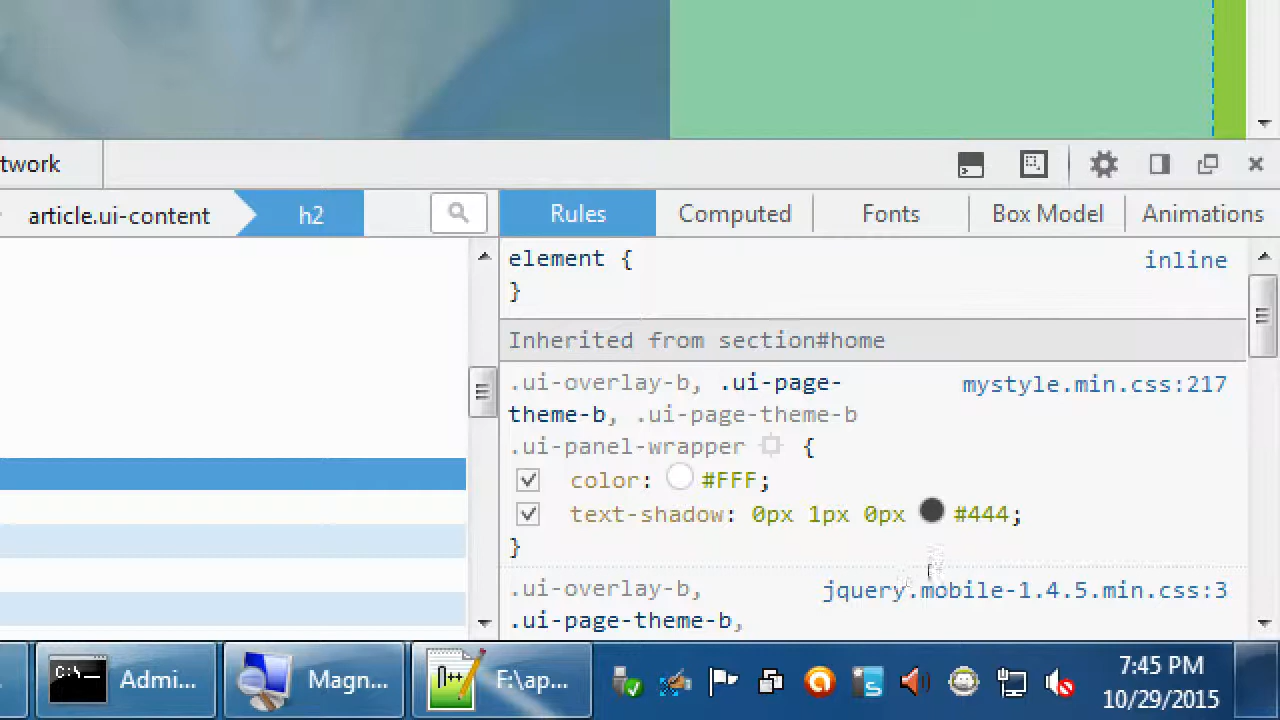 twork
article.ui-content h2 Rules Computed Fonts Box Model Animations
element { inline
}
Inherited from section#home
.ui-overlay-b, .ui-page- mystyle.min.css:217
theme-b, .ui-page-theme-b
.ui-panel-wrapper {
color: #FFF;
text-shadow: 0px 1px 0px #444;
}
.ui-overlay-b, jquery.mobile-1.4.5.min.css:3
.ui-page-theme-b,
C:\ Admi... Magn... N++ F:\ap... S 7:45 PM
10/29/2015